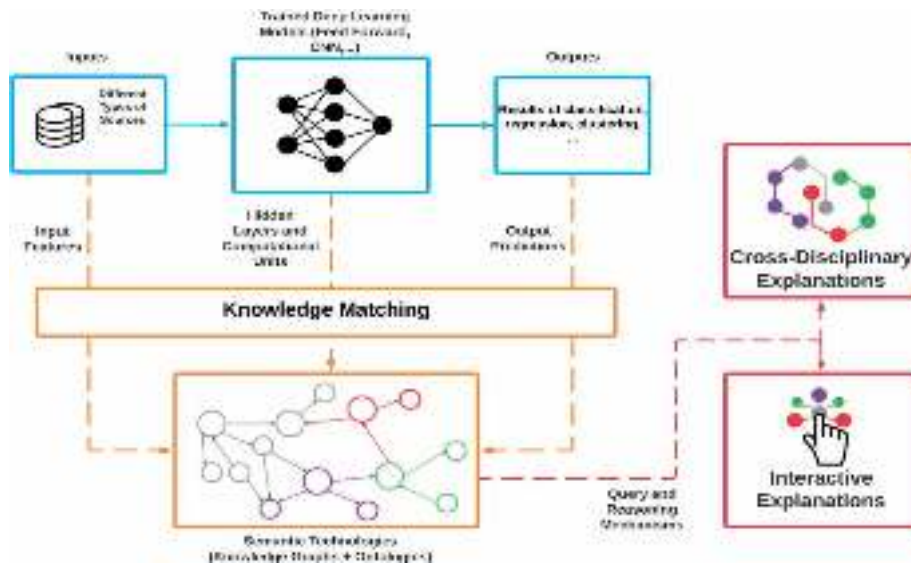 Trained Deep Learning
Models (Feed Forward,
CNN,...)
Inputs
Outputs
Different
Types of
Sources
Results of classification,
regression, clustering,
...
Input
Features
Hidden
Layers and
Computational
Units
Output
Predictions
Knowledge Matching
Cross-Disciplinary
Explanations
Interactive
Explanations
Query and
Reasoning
Mechanisms
Semantic Technologies
(Knowledge Graphs + Ontologies)